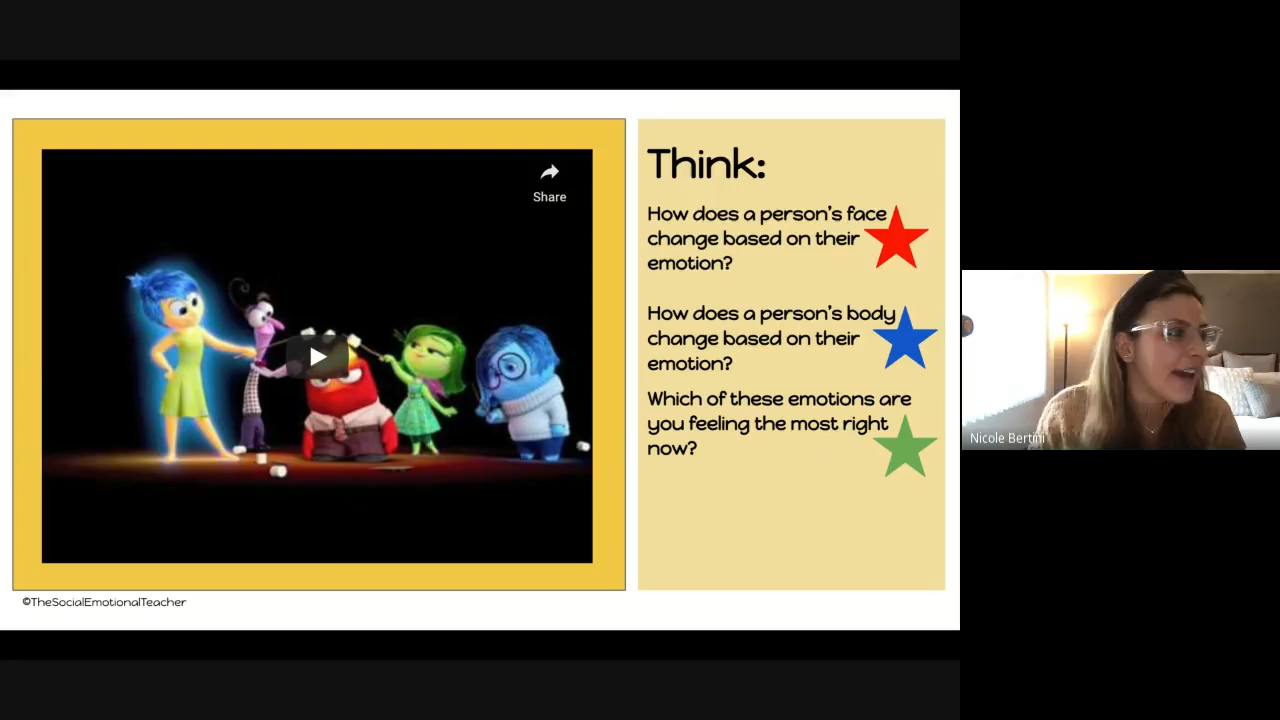 Share
Think:
How does a person's face
change based on their
emotion?
How does a person's body
change based on their
emotion?
Which of these emotions are
you feeling the most right
now?
©TheSocialEmotionalTeacher
Nicole Bertini